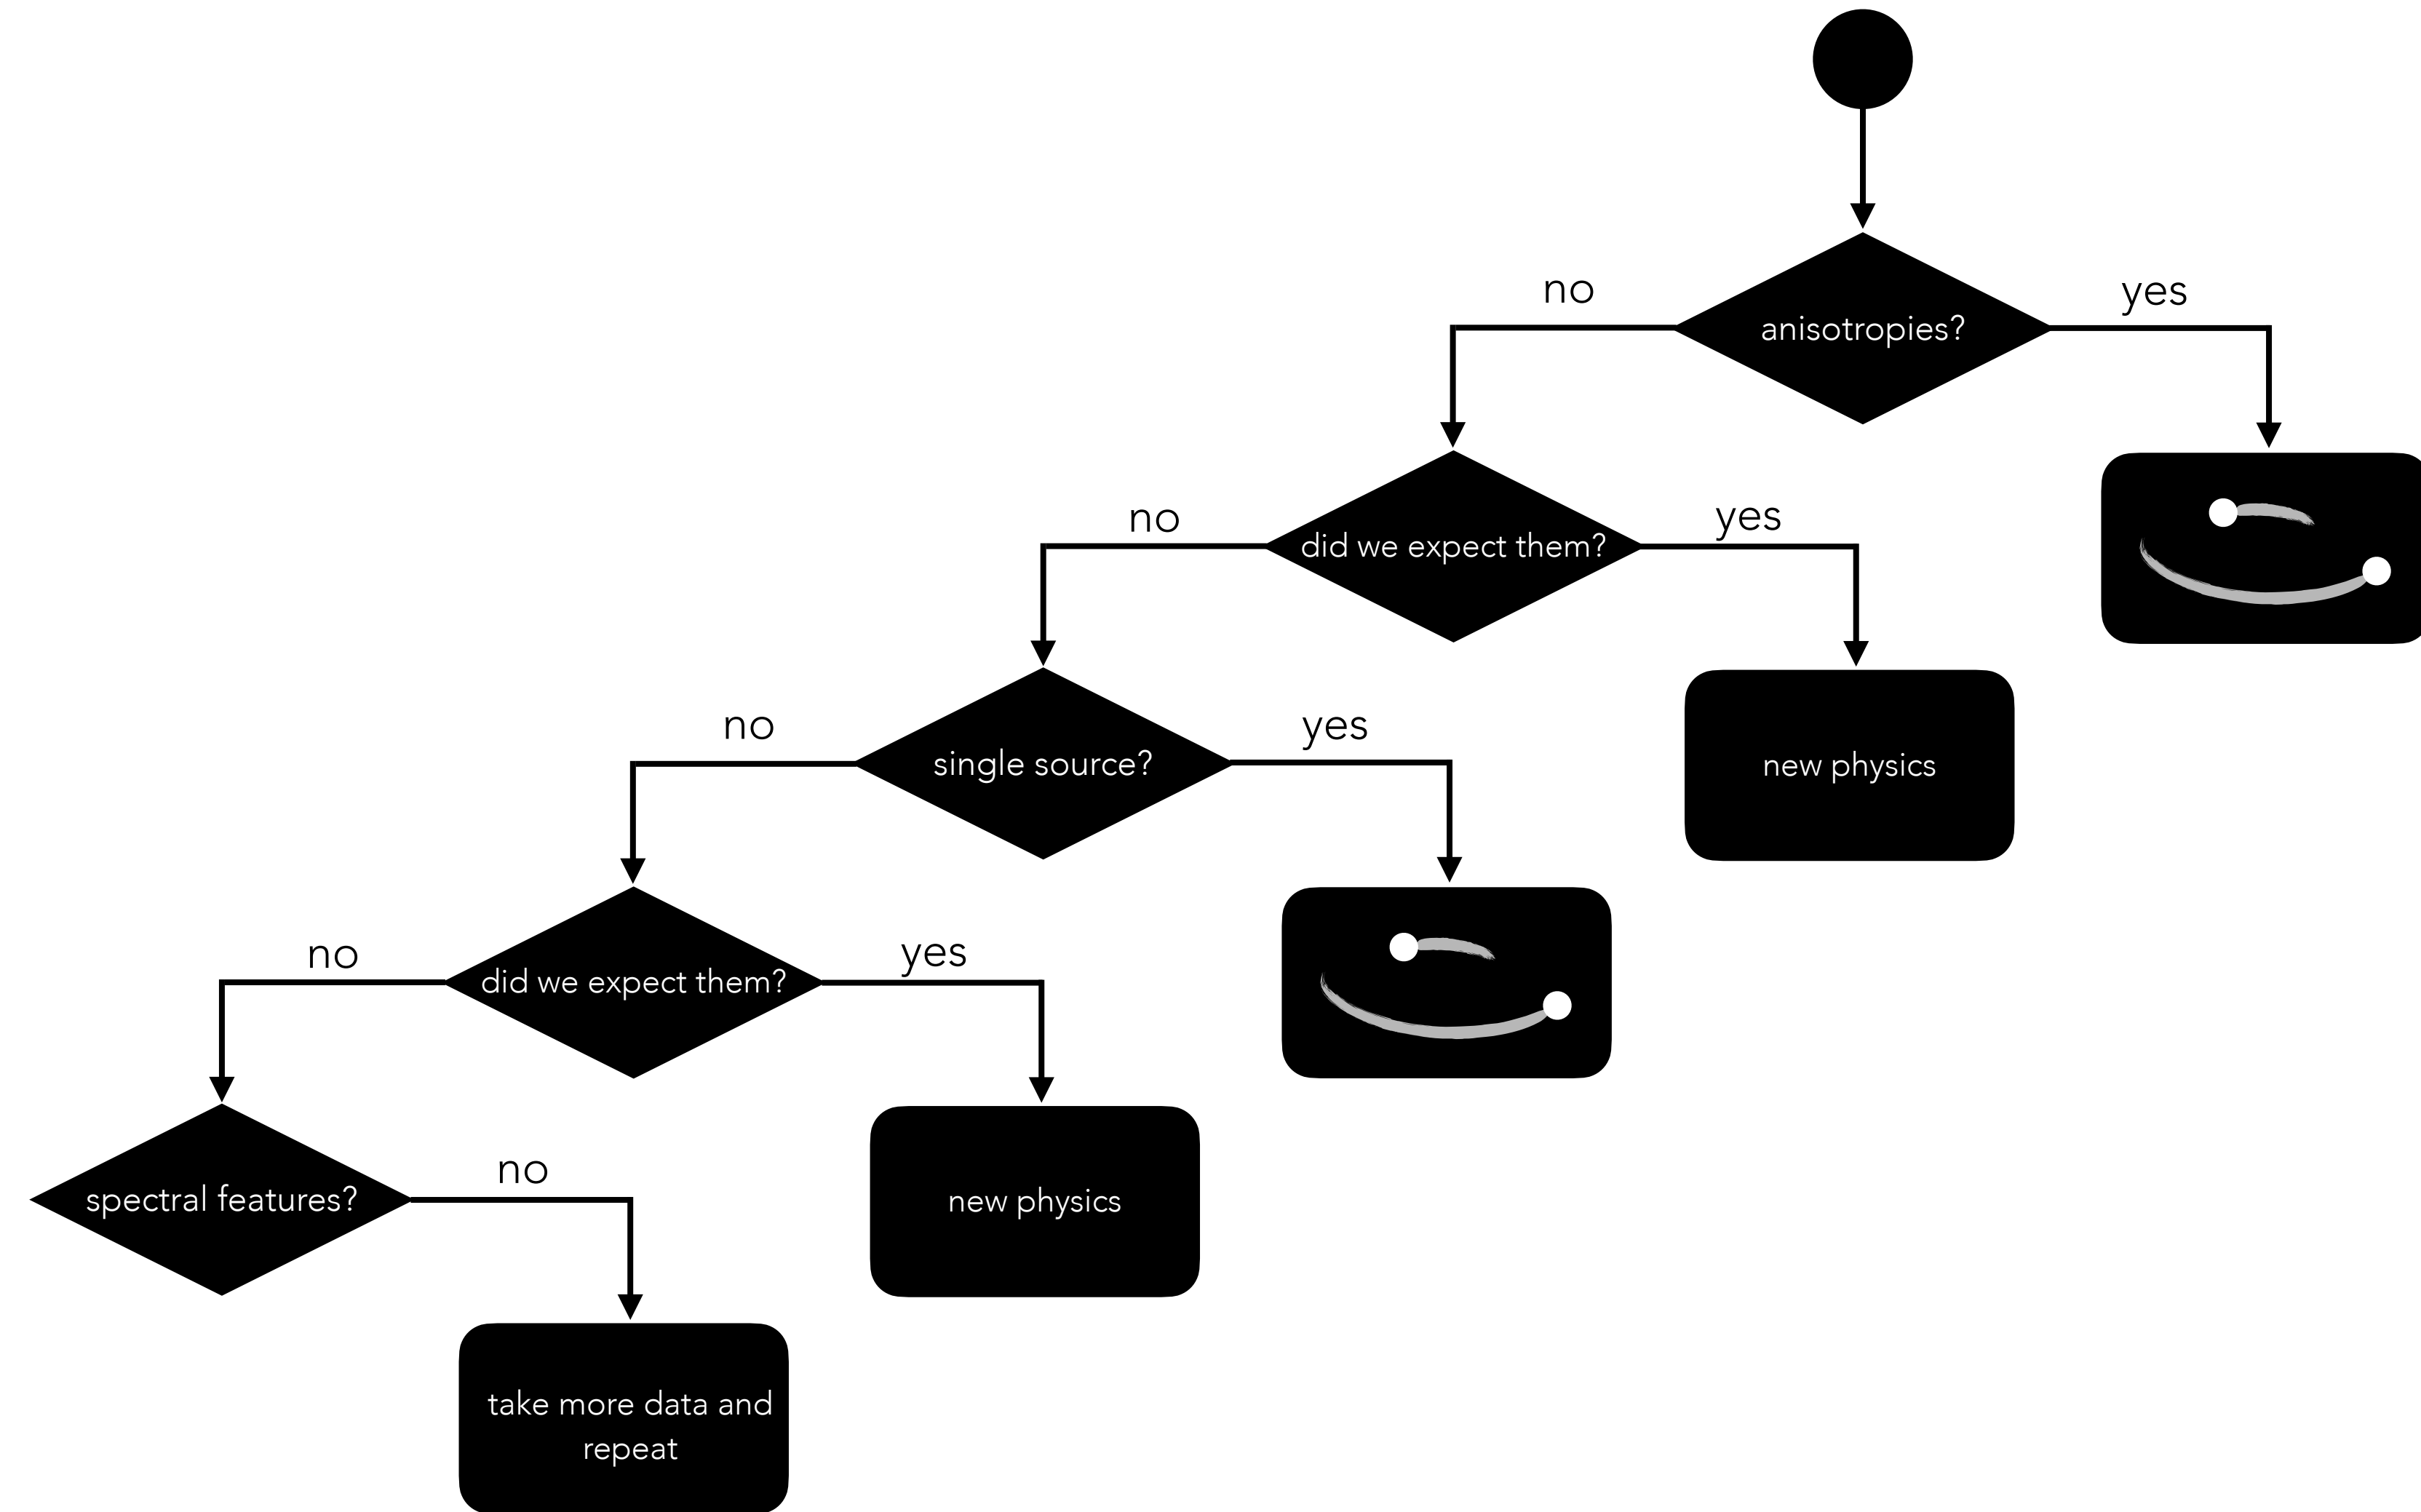 no
anisotropies?
yes
no
did we expect them?
yes
no
single source?
yes
new physics
no
did we expect them?
yes
no
spectral features?
new physics
take more data and
repeat